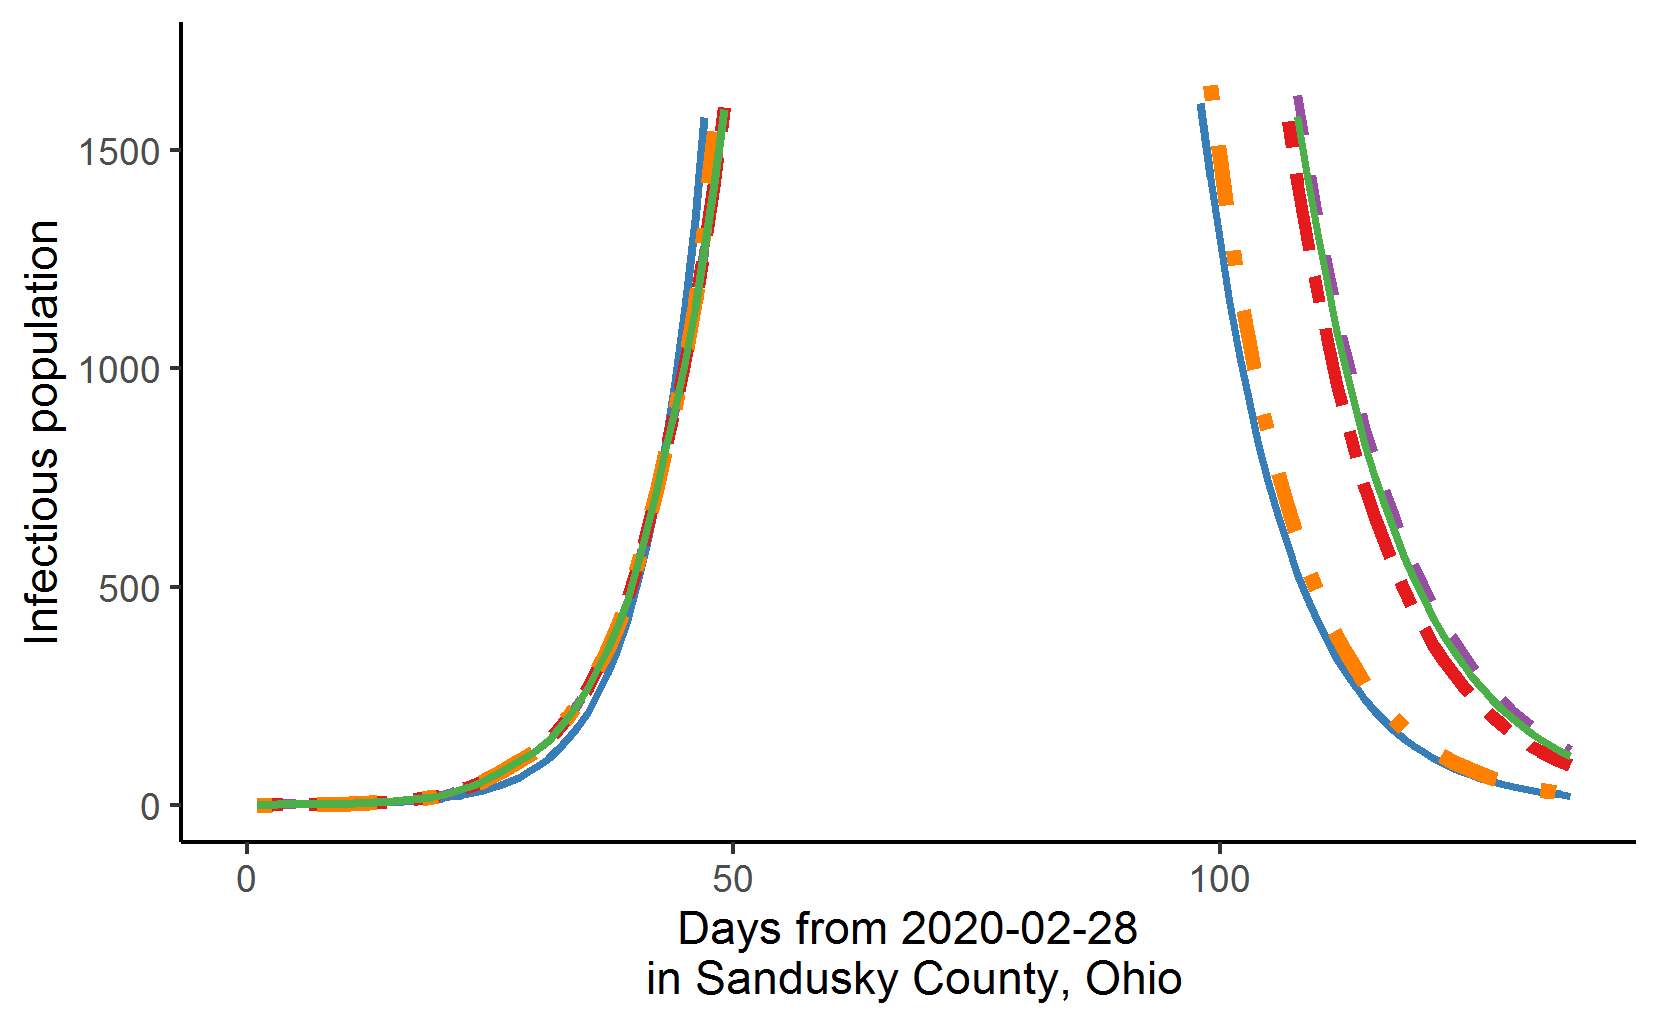 Infectious population
1500
1000
500
0
0 50 100
Days from 2020-02-28
in Sandusky County, Ohio